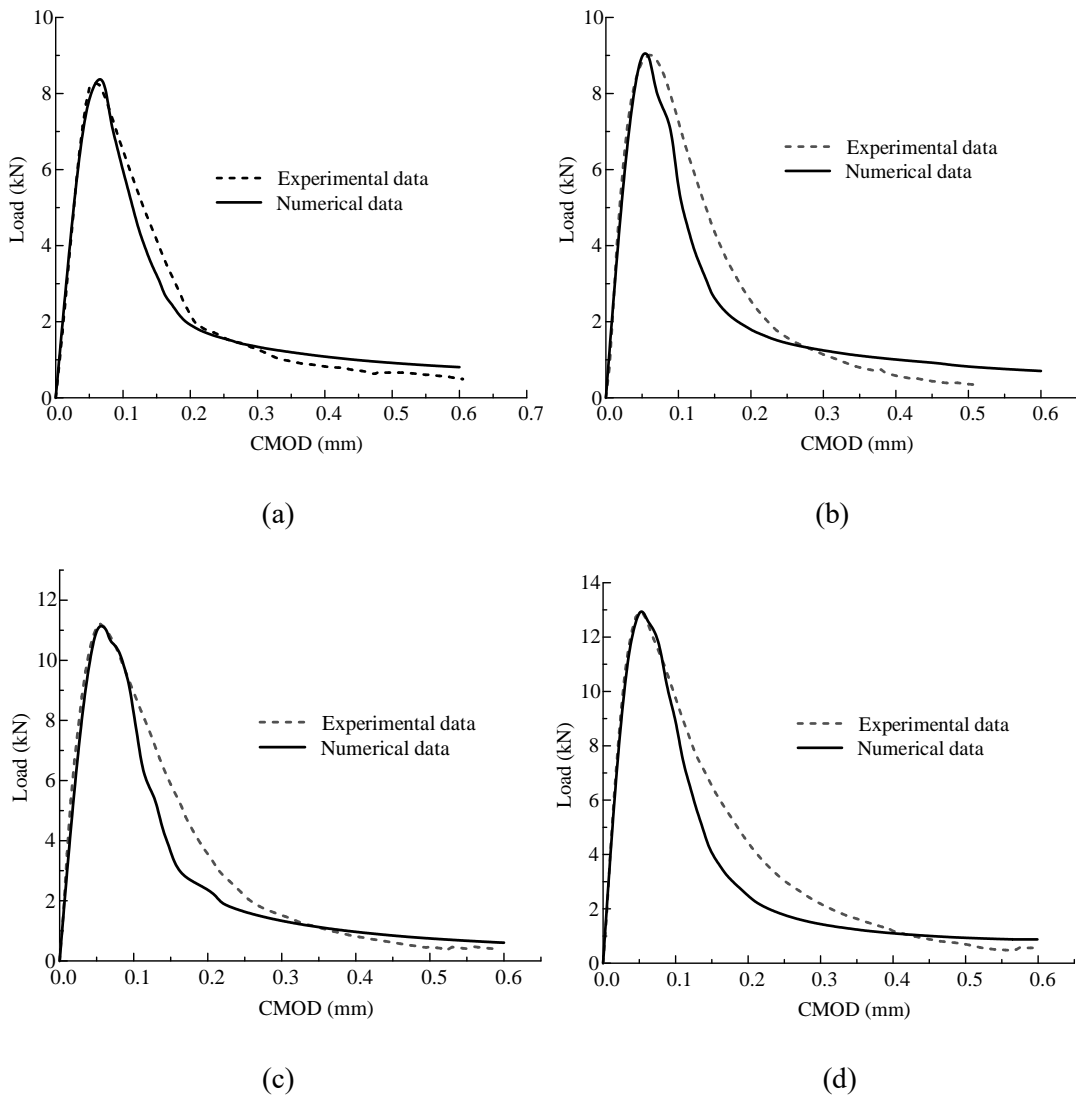 10
8
6
4
2
0
Load (kN)
Experimental data
Numerical data
0.0 0.1 0.2 0.3 0.4 0.5 0.6 0.7
CMOD (mm)
(a)
10
8
6
4
2
0
Load (kN)
Experimental data
Numerical data
0.0 0.1 0.2 0.3 0.4 0.5 0.6
CMOD (mm)
(b)
12
10
8
6
4
2
0
Load (kN)
Experimental data
Numerical data
0.0 0.1 0.2 0.3 0.4 0.5 0.6
CMOD (mm)
(c)
14
12
10
8
6
4
2
0
Load (kN)
Experimental data
Numerical data
0.0 0.1 0.2 0.3 0.4 0.5 0.6
CMOD (mm)
(d)